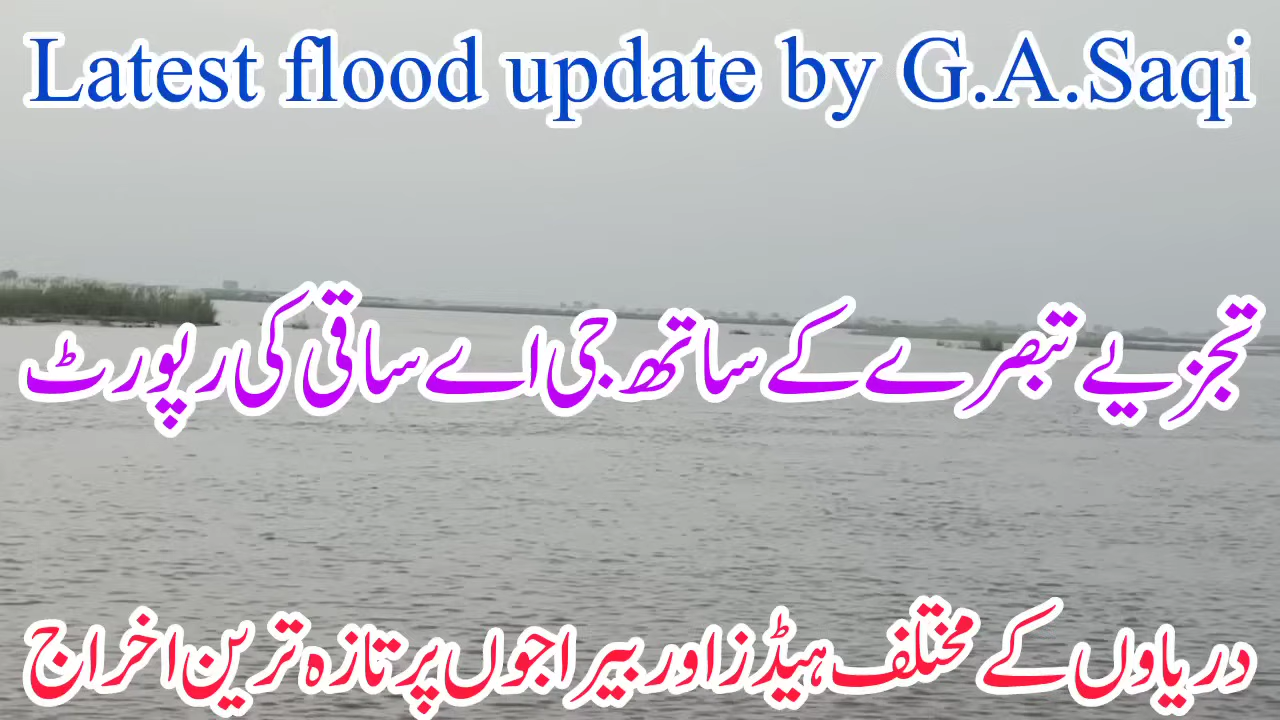 Latest flood update by G.A.Saqi
تجزیے تبصرے کے ساتھ جی اے ساقی کی رپورٹ
دریاوں کے مختلف ہیڈز اور بیراجوں پر تازہ ترین اخراج